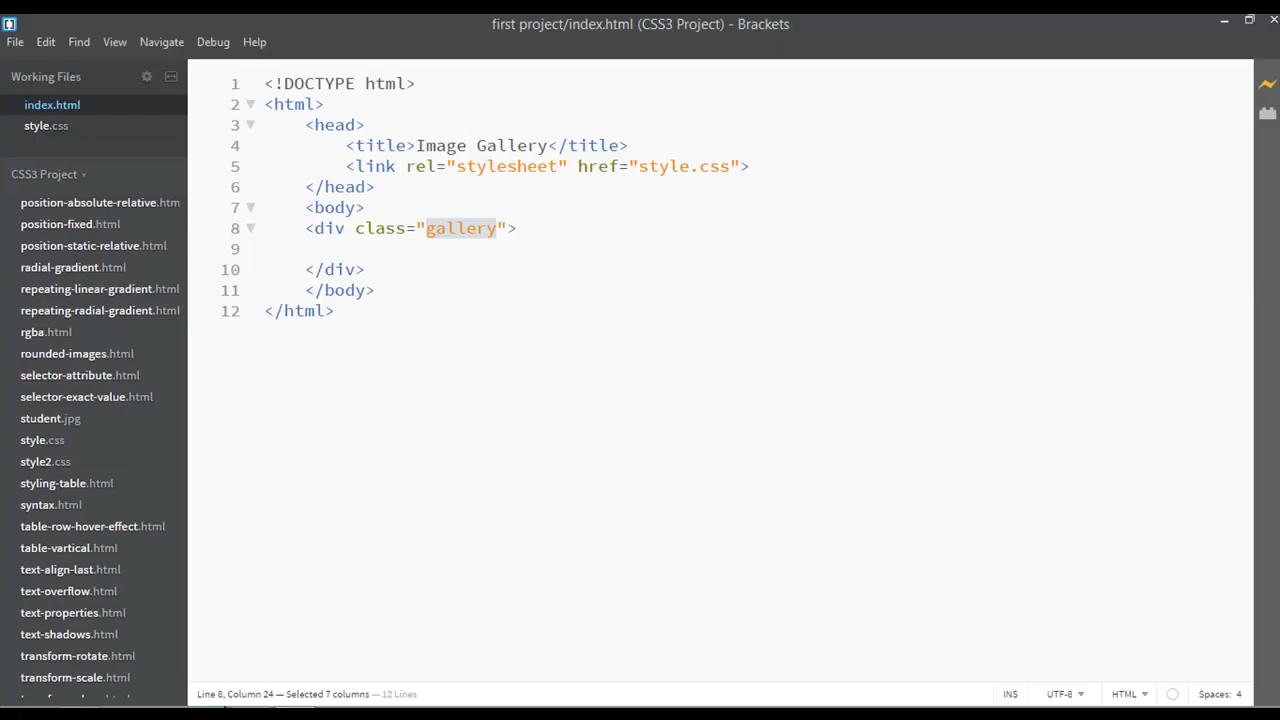 first project/index.html (CSS3 Project) - Brackets
File Edit Find View Navigate Debug Help
Working Files
index.html
style.css
CSS3 Project
position-absolute-relative.htm
position-fixed.html
position-static-relative.html
radial-gradient.html
repeating-linear-gradient.html
repeating-radial-gradient.html
rgba.html
rounded-images.html
selector-attribute.html
selector-exact-value.html
student.jpg
style.css
style2.css
styling-table.html
syntax.html
table-row-hover-effect.html
table-vartical.html
text-align-last.html
text-overflow.html
text-properties.html
text-shadows.html
transform-rotate.html
transform-scale.html
1 <!DOCTYPE html>
2 <html>
3 <head>
4 <title>Image Gallery</title>
5 <link rel="stylesheet" href="style.css">
6 </head>
7 <body>
8 <div class="gallery">
9
10 </div>
11 </body>
12 </html>
Line 8, Column 24 — Selected 7 columns — 12 Lines
INS UTF-8 HTML Spaces: 4